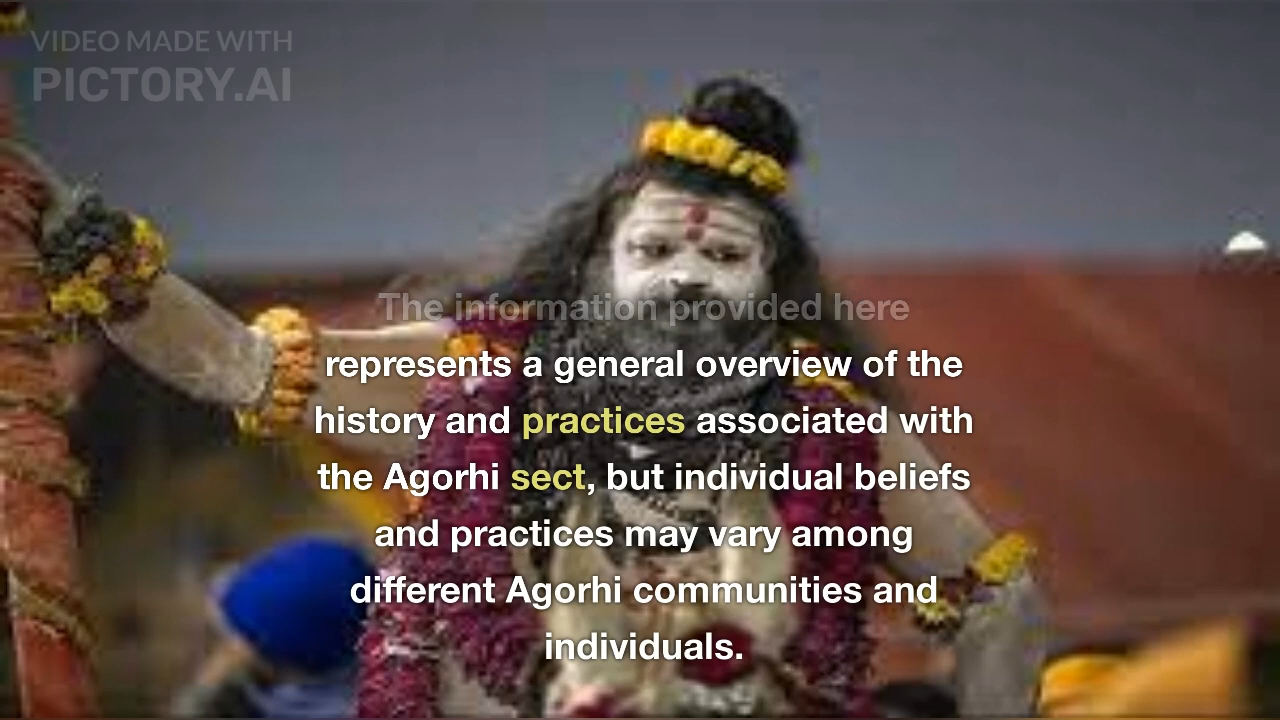 VIDEO MADE WITH
PICTORY.AI
The information provided here
represents a general overview of the
history and practices associated with
the Agorhi sect, but individual beliefs
and practices may vary among
different Agorhi communities and
individuals.